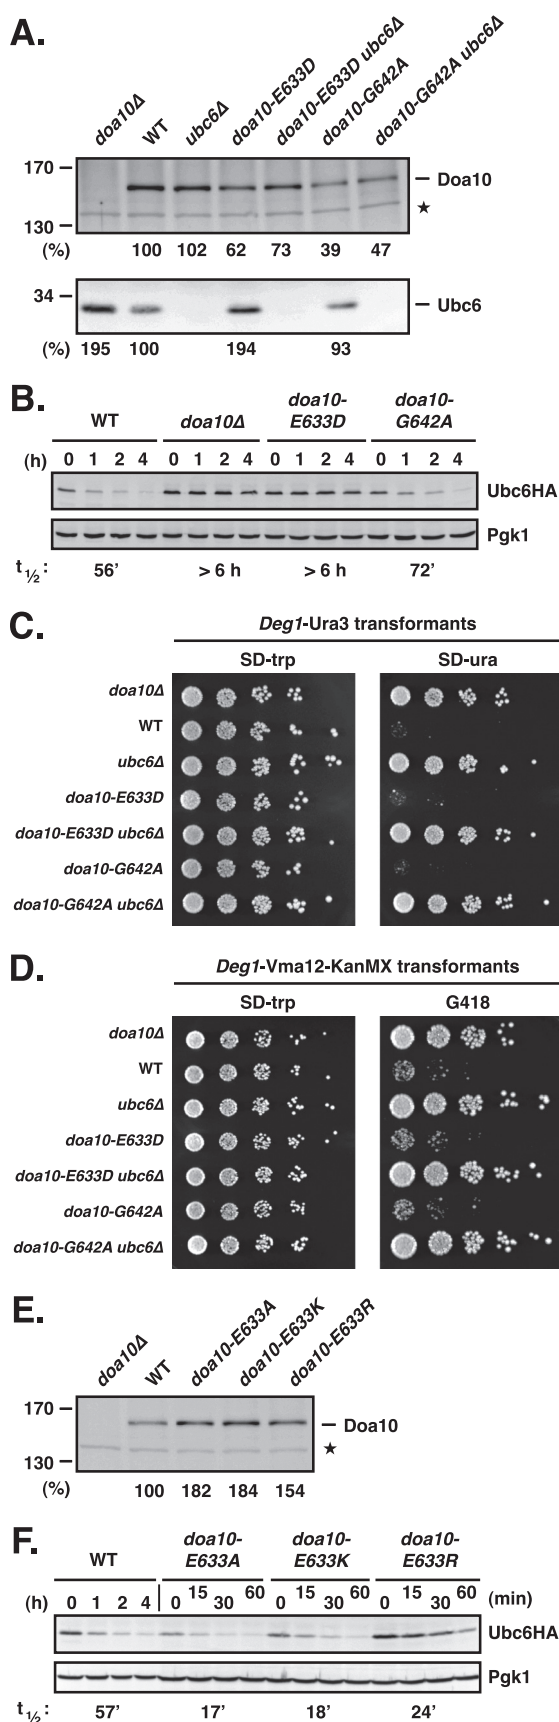 A.
doa10Δ WT ubc6Δ doa10-E633D doa10-E633D ubc6Δ doa10-G642A doa10-G642A ubc6Δ
170
Doa10
★
130
(%) 100 102 62 73 39 47
34
Ubc6
(%) 195 100 194 93
B.
WT doa10Δ doa10-E633D doa10-G642A
(h) 0 1 2 4 0 1 2 4 0 1 2 4 0 1 2 4
Ubc6HA
Pgk1
t½: 56’ > 6 h > 6 h 72’
C.
Deg1-Ura3 transformants
SD-trp SD-ura
doa10Δ
WT
ubc6Δ
doa10-E633D
doa10-E633D ubc6Δ
doa10-G642A
doa10-G642A ubc6Δ
D.
Deg1-Vma12-KanMX transformants
SD-trp G418
doa10Δ
WT
ubc6Δ
doa10-E633D
doa10-E633D ubc6Δ
doa10-G642A
doa10-G642A ubc6Δ
E.
doa10Δ WT doa10-E633A doa10-E633K doa10-E633R
170
Doa10
★
130
(%) 100 182 184 154
F.
WT doa10-E633A doa10-E633K doa10-E633R
(h) 0 1 2 4 0 15 30 60 0 15 30 60 0 15 30 60 (min)
Ubc6HA
Pgk1
t½: 57’ 17’ 18’ 24’